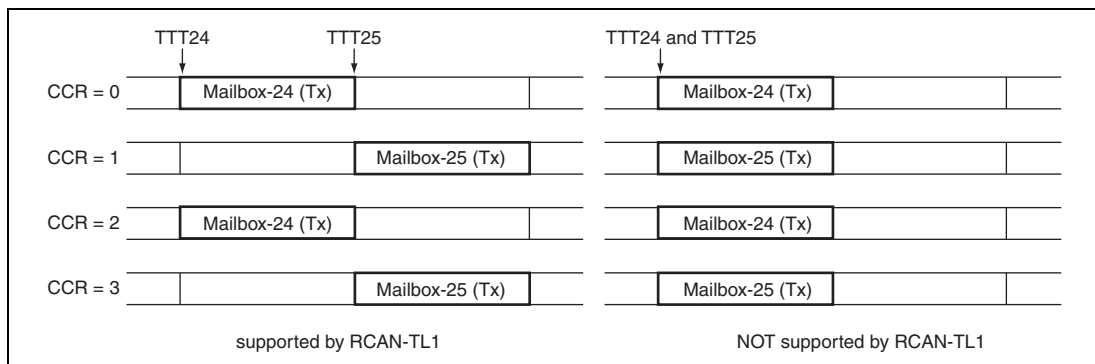 TTT24 TTT25 TTT24 and TTT25
CCR = 0 Mailbox-24 (Tx) Mailbox-24 (Tx)
CCR = 1 Mailbox-25 (Tx) Mailbox-25 (Tx)
CCR = 2 Mailbox-24 (Tx) Mailbox-24 (Tx)
CCR = 3 Mailbox-25 (Tx) Mailbox-25 (Tx)
supported by RCAN-TL1 NOT supported by RCAN-TL1